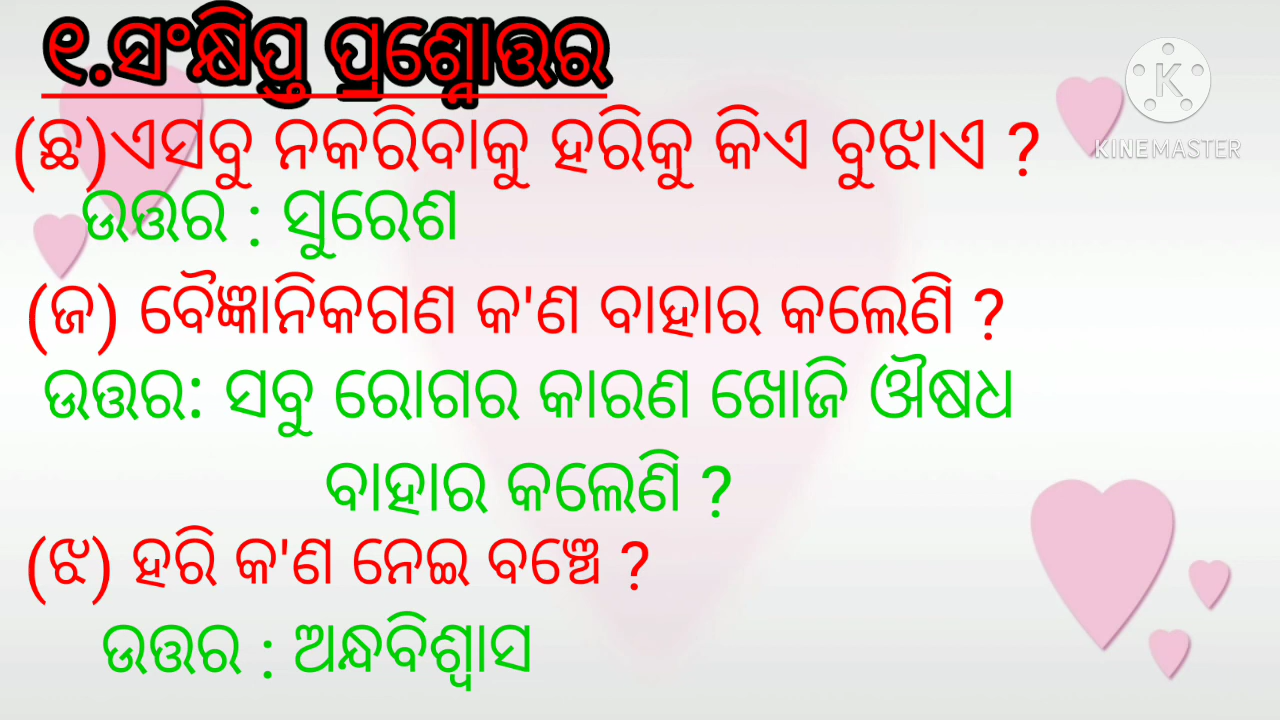 ୧.ସଂକ୍ଷିପ୍ତ ପ୍ରଶ୍ନୋତ୍ତର
(ଛ)ଏସବୁ ନକରିବାକୁ ହରିକୁ କିଏ ବୁଝାଏ ?
ଉତ୍ତର : ସୁରେଶ
(ଜ) ବୈଜ୍ଞାନିକଗଣ କ'ଣ ବାହାର କଲେଣି ?
ଉତ୍ତର: ସବୁ ରୋଗର କାରଣ ଖୋଜି ଔଷଧ
ବାହାର କଲେଣି ?
(ଝ) ହରି କ'ଣ ନେଇ ବଞ୍ଚେ ?
ଉତ୍ତର : ଅନ୍ଧବିଶ୍ୱାସ
K
KINEMASTER